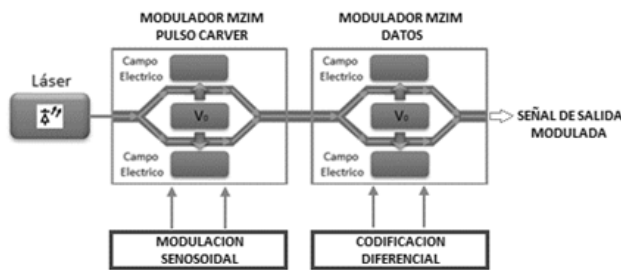 MODULADOR MZIM
PULSO CARVER
MODULADOR MZIM
DATOS
Láser
Campo
Electrico
V₀
Campo
Electrico
Campo
Electrico
V₀
Campo
Electrico
SEÑAL DE SALIDA
MODULADA
MODULACION
SENOSOIDAL
CODIFICACION
DIFERENCIAL